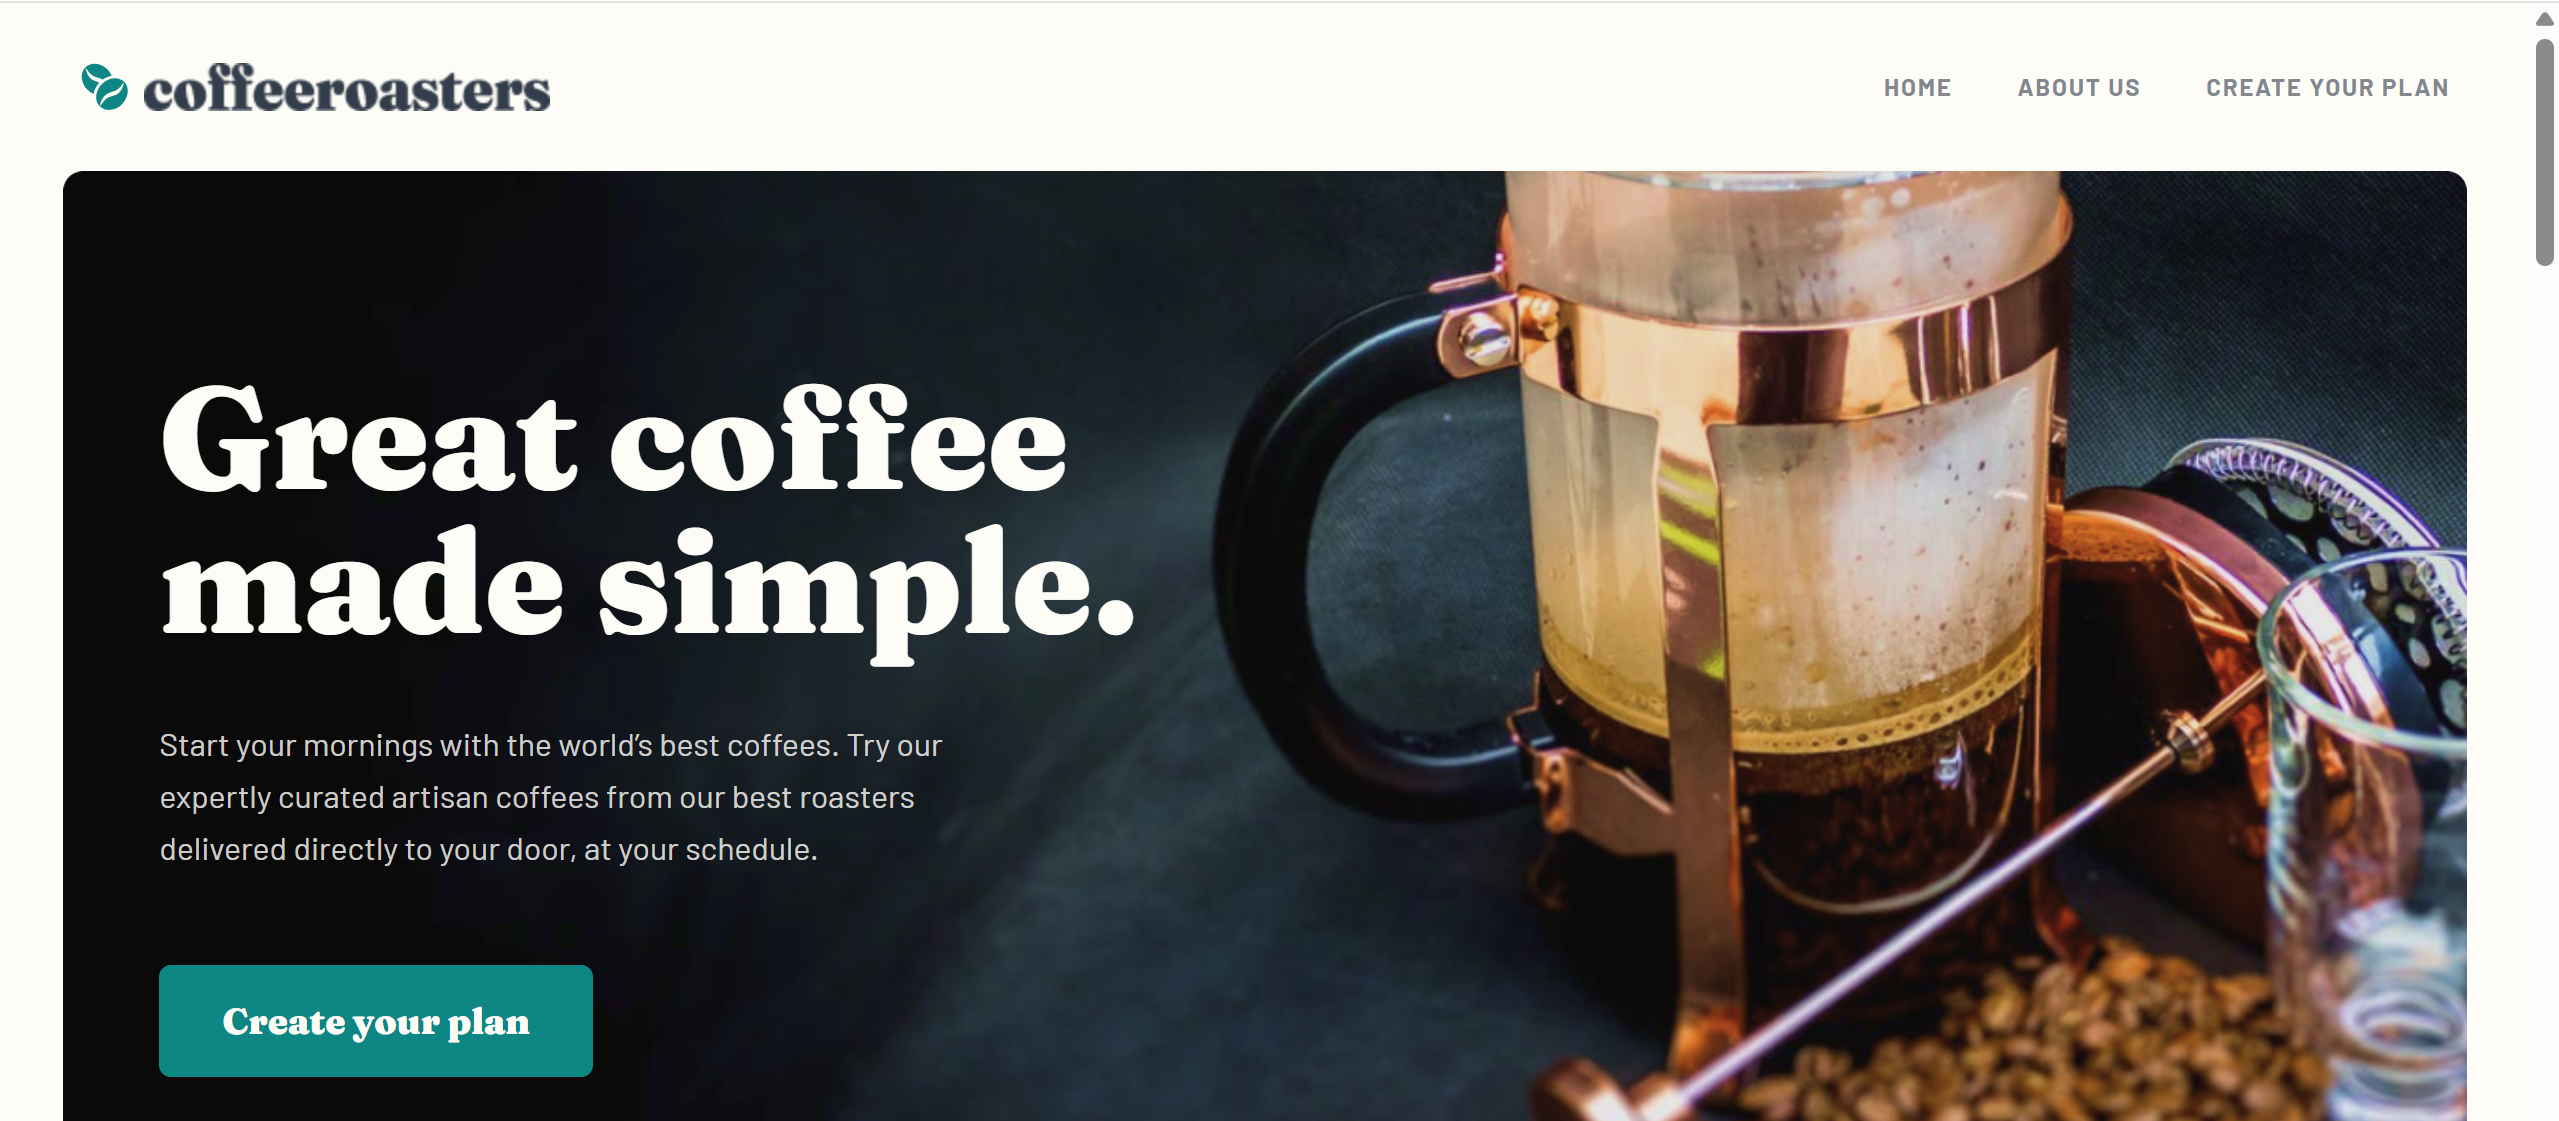 coffeeroasters
HOME ABOUT US CREATE YOUR PLAN
Great coffee
made simple.
Start your mornings with the world’s best coffees. Try our
expertly curated artisan coffees from our best roasters
delivered directly to your door, at your schedule.
Create your plan